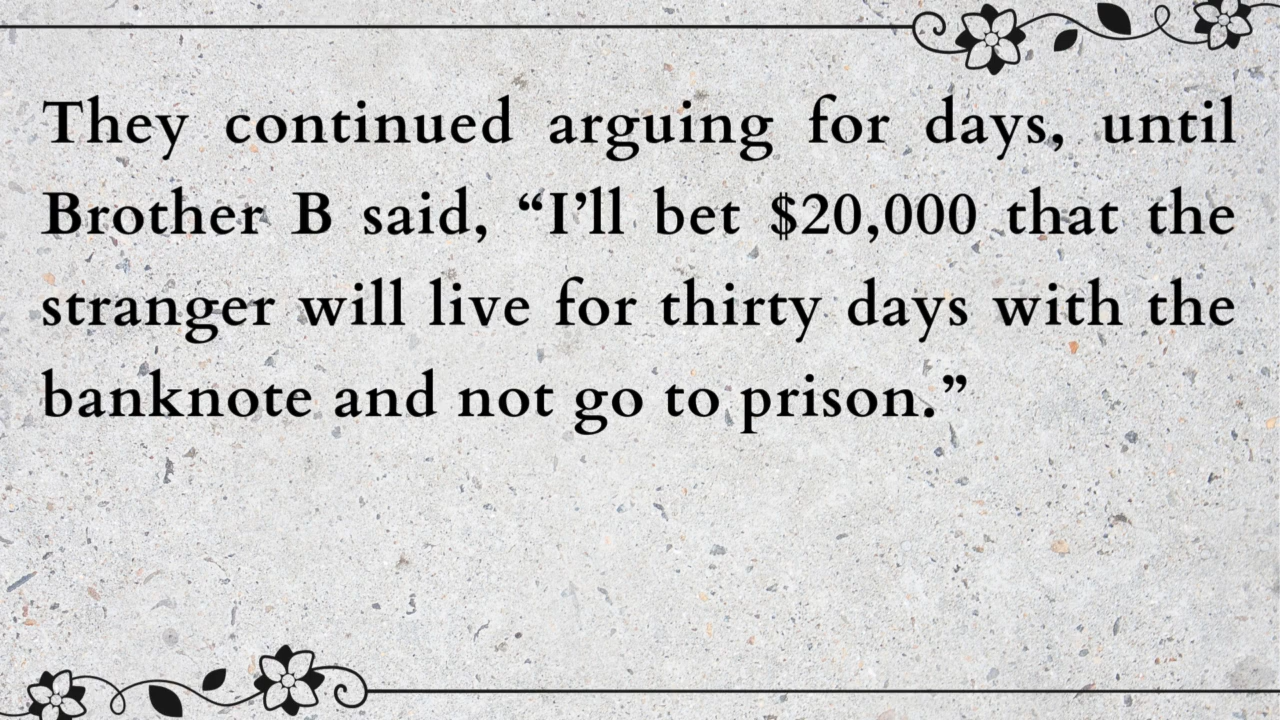 They continued arguing for days, until
Brother B said, “I’ll bet $20,000 that the
stranger will live for thirty days with the
banknote and not go to prison.”